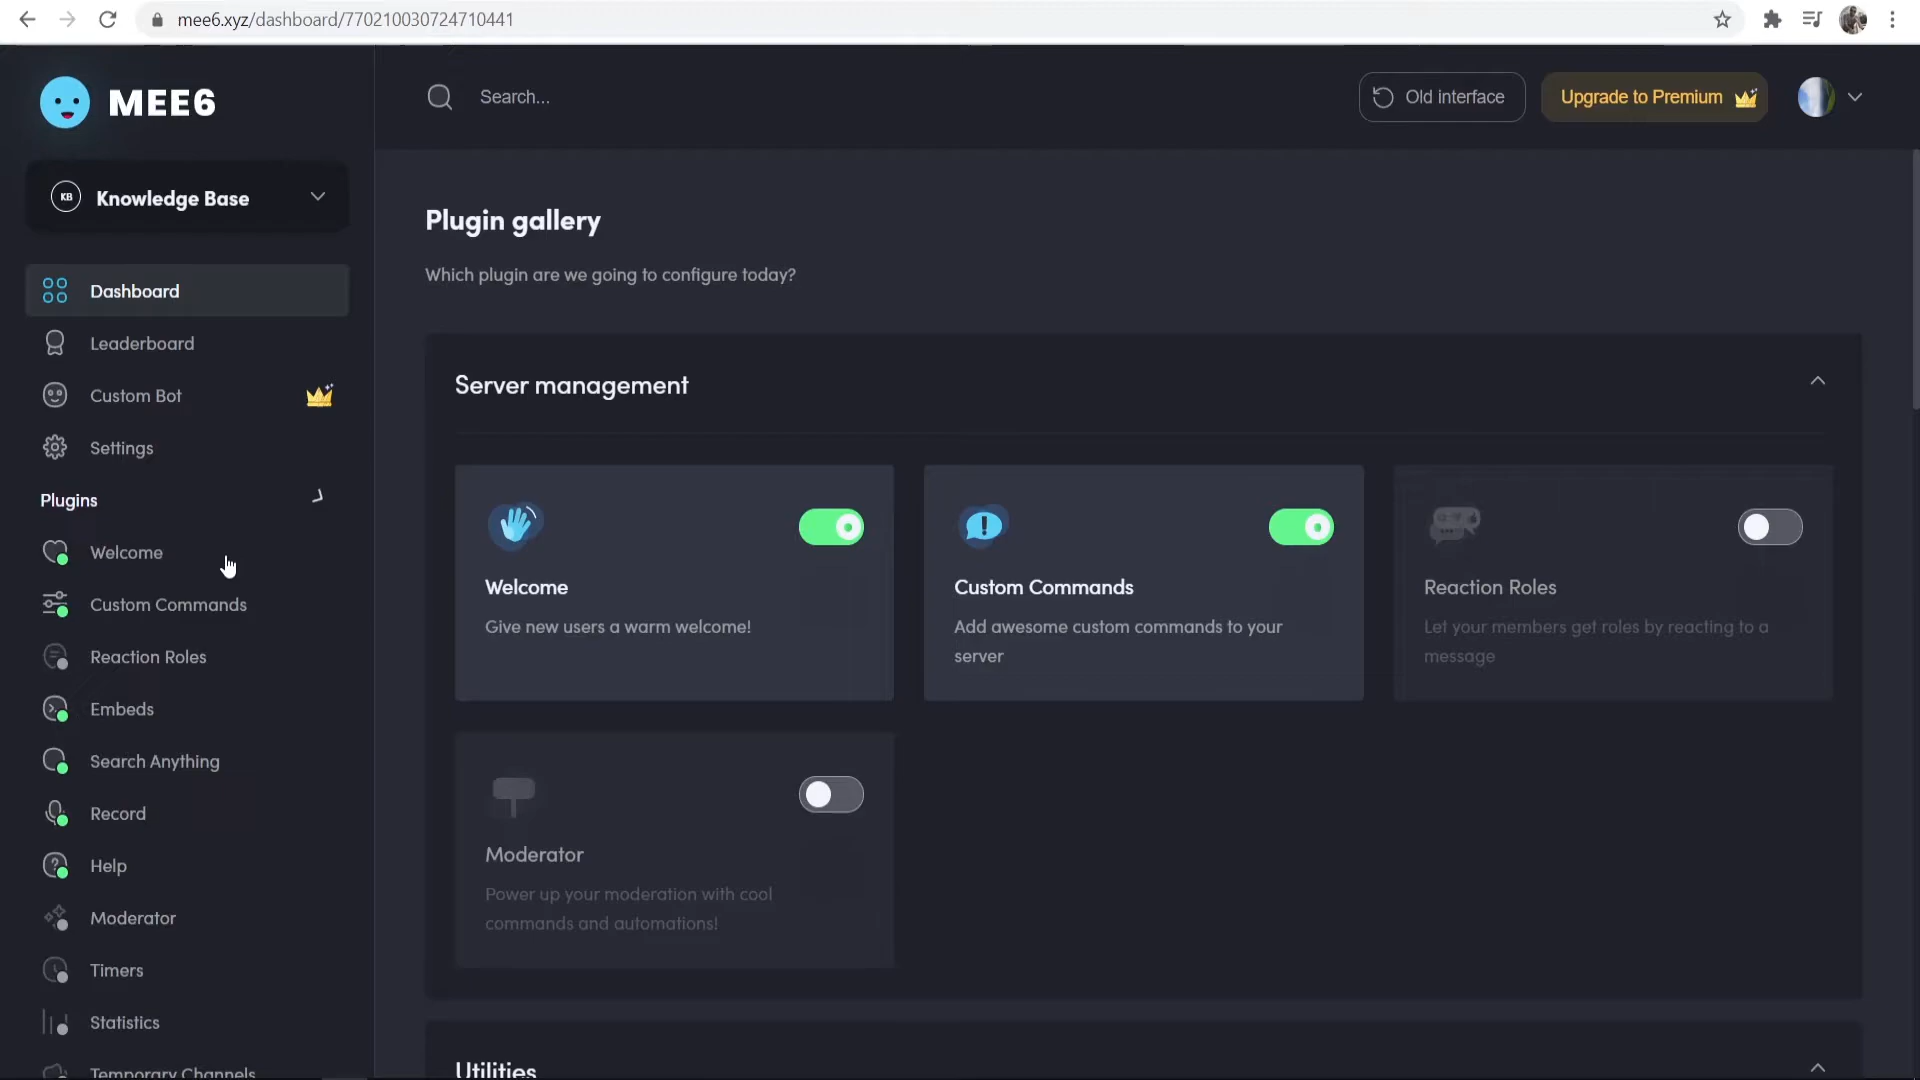 mee6.xyz/dashboard/770210030724710441
MEE6
Search...
Old interface
Upgrade to Premium
KB
Knowledge Base
Dashboard
Leaderboard
Custom Bot
Settings
Plugins
Welcome
Custom Commands
Reaction Roles
Embeds
Search Anything
Record
Help
Moderator
Timers
Statistics
Temporary Channels
Plugin gallery
Which plugin are we going to configure today?
Server management
Welcome
Give new users a warm welcome!
Custom Commands
Add awesome custom commands to your
server
Reaction Roles
Let your members get roles by reacting to a
message
Moderator
Power up your moderation with cool
commands and automations!
Utilities